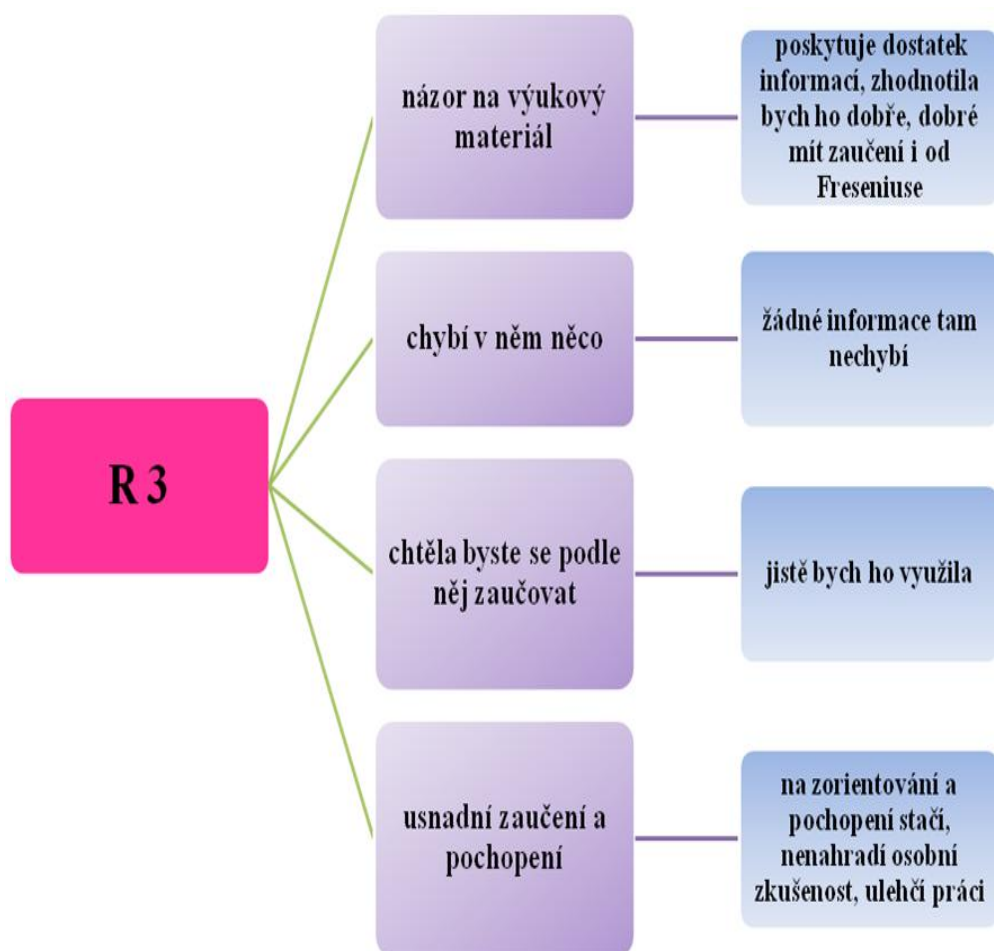 R 3
názor na výukový
materiál
poskytuje dostatek
informací, zhodnotila
bych ho dobře, dobré
mít zaučení i od
Freseniuse
chybí v něm něco
žádné informace tam
nechybí
chtěla byste se podle
něj zaučovat
jistě bych ho využila
usnadní zaučení a
pochopení
na zorientování a
pochopení stačí,
nenahradí osobní
zkušenost, ulehčí práci